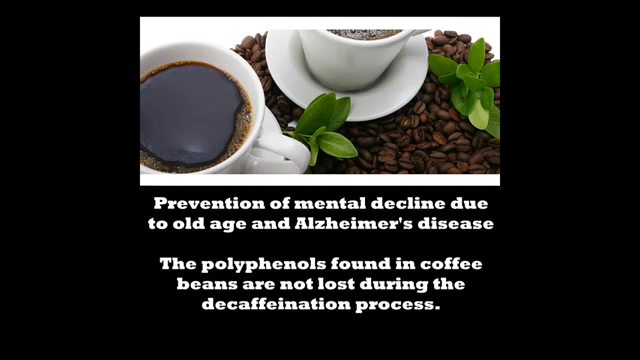 Prevention of mental decline due
to old age and Alzheimer's disease
The polyphenols found in coffee
beans are not lost during the
decaffeination process.